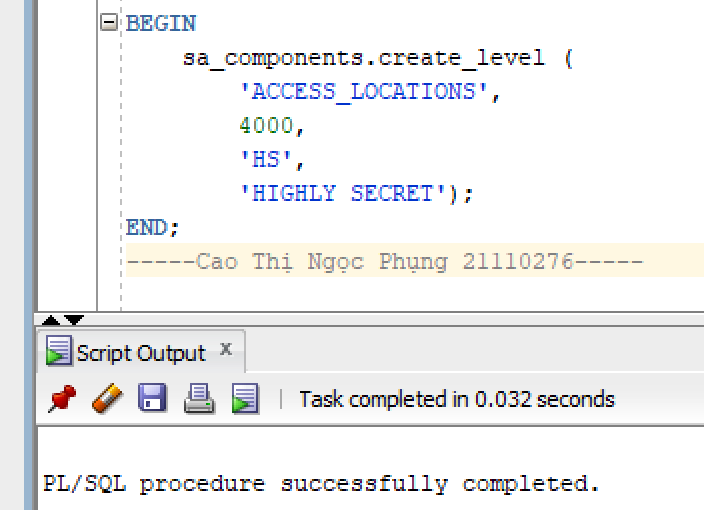 BEGIN
sa_components.create_level (
'ACCESS_LOCATIONS',
4000,
'HS',
'HIGHLY SECRET');
END;
-----Cao Thị Ngọc Phụng 21110276-----
Script Output x
Task completed in 0.032 seconds
PL/SQL procedure successfully completed.